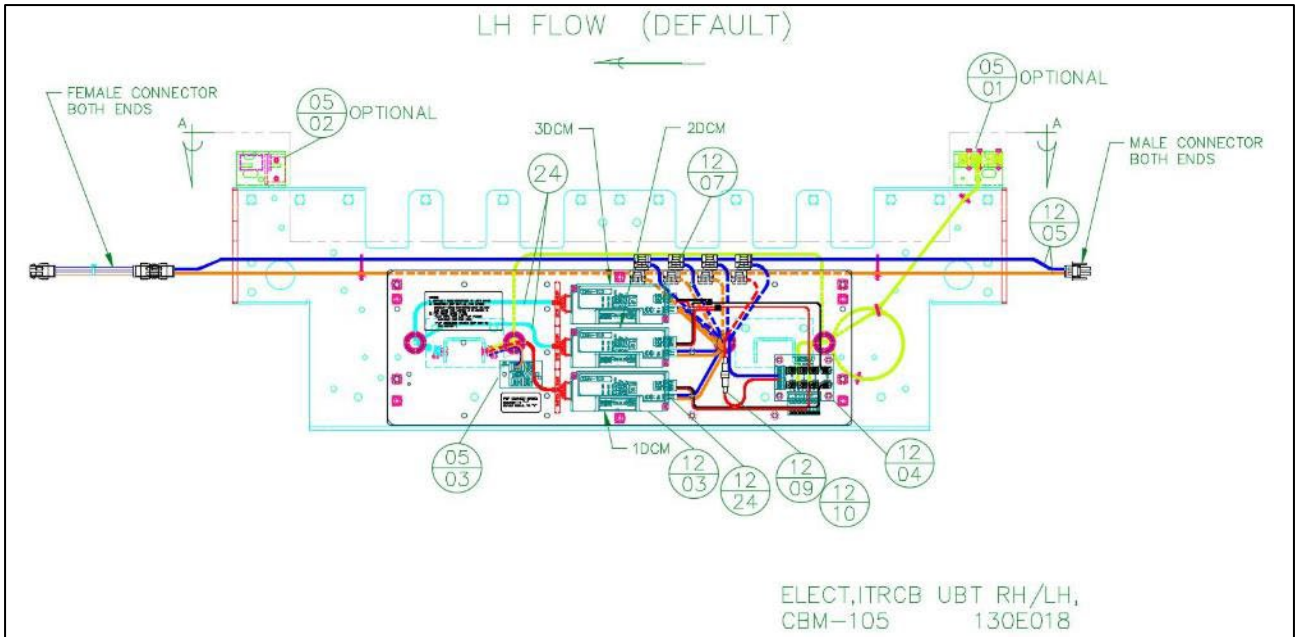 LH FLOW (DEFAULT)
FEMALE CONNECTOR
BOTH ENDS
05
02
OPTIONAL
05
01
OPTIONAL
A
A
3DCM
2DCM
MALE CONNECTOR
BOTH ENDS
24
12
07
12
05
05
03
1DCM
12
03
12
24
12
09
12
10
12
04
ELECT,ITRCB UBT RH/LH,
CBM-105 130E018